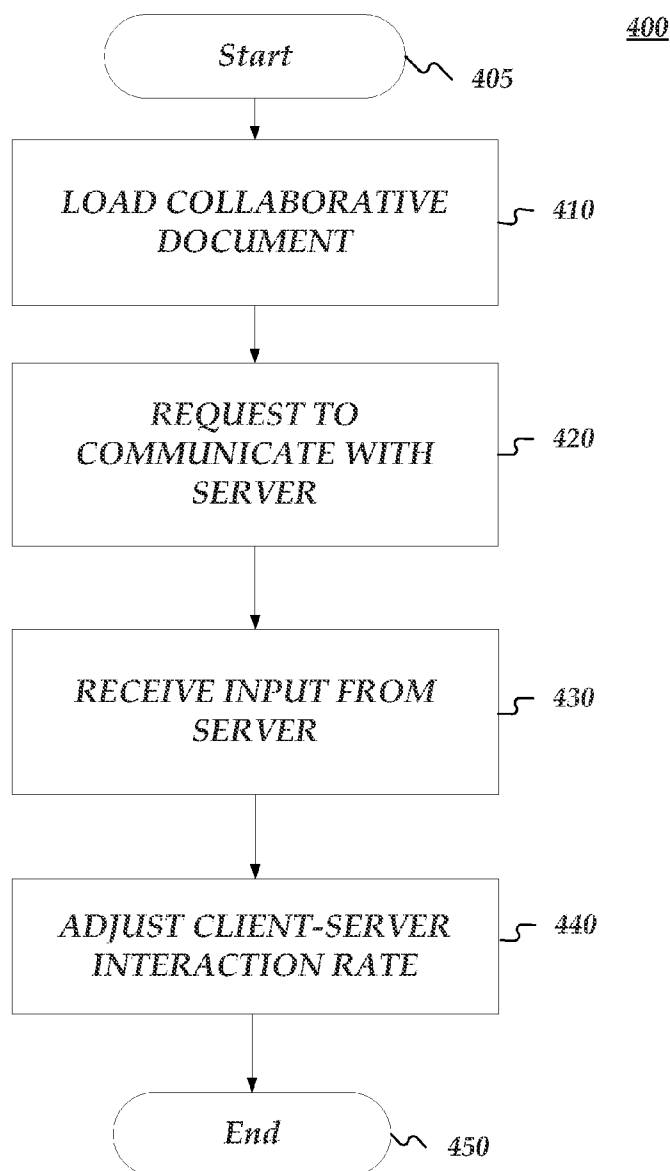 400
Start
405
LOAD COLLABORATIVE
DOCUMENT
410
REQUEST TO
COMMUNICATE WITH
SERVER
420
RECEIVE INPUT FROM
SERVER
430
ADJUST CLIENT-SERVER
INTERACTION RATE
440
End
450